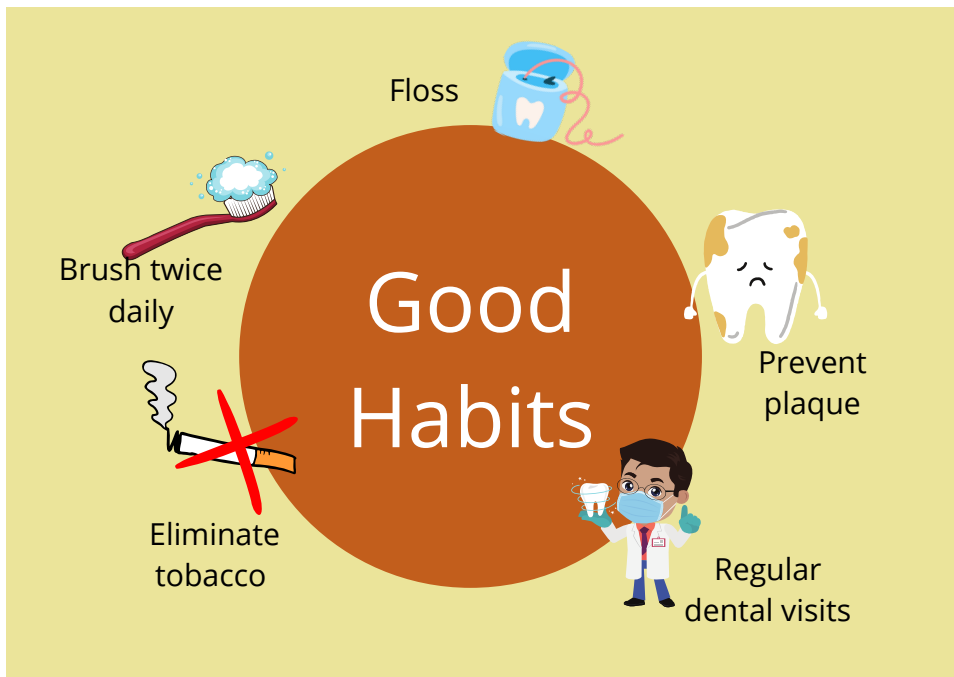 Floss
Brush twice
daily
Good
Habits
Prevent
plaque
Eliminate
tobacco
Regular
dental visits